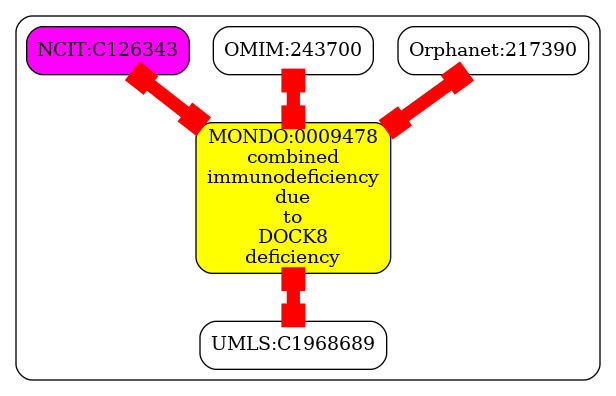 NCIT:C126343
OMIM:243700
Orphanet:217390
MONDO:0009478
combined
immunodeficiency
due
to
DOCK8
deficiency
UMLS:C1968689